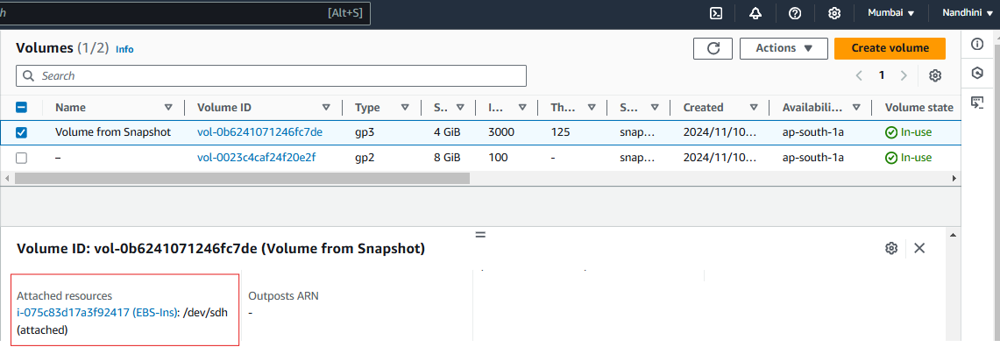 h [Alt+S] Mumbai ▼ Nandhini ▼
Volumes (1/2) Info Actions ▼ Create volume
Search
1
Name Volume ID Type S.. I... Th... S... Created Availabili... Volume state
Volume from Snapshot vol-0b6241071246fc7de gp3 4 GiB 3000 125 snap... 2024/11/10... ap-south-1a In-use
– vol-0023c4caf24f20e2f gp2 8 GiB 100 - snap... 2024/11/10... ap-south-1a In-use
Volume ID: vol-0b6241071246fc7de (Volume from Snapshot)
Attached resources Outposts ARN
i-075c83d17a3f92417 (EBS-Ins): /dev/sdh -
(attached)